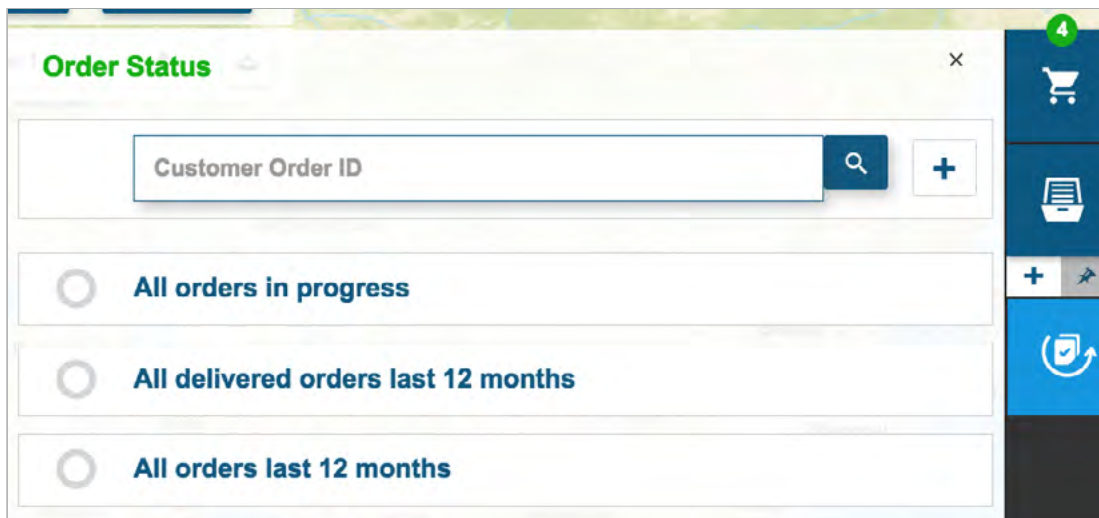 4
Order Status
Customer Order ID
All orders in progress
All delivered orders last 12 months
All orders last 12 months